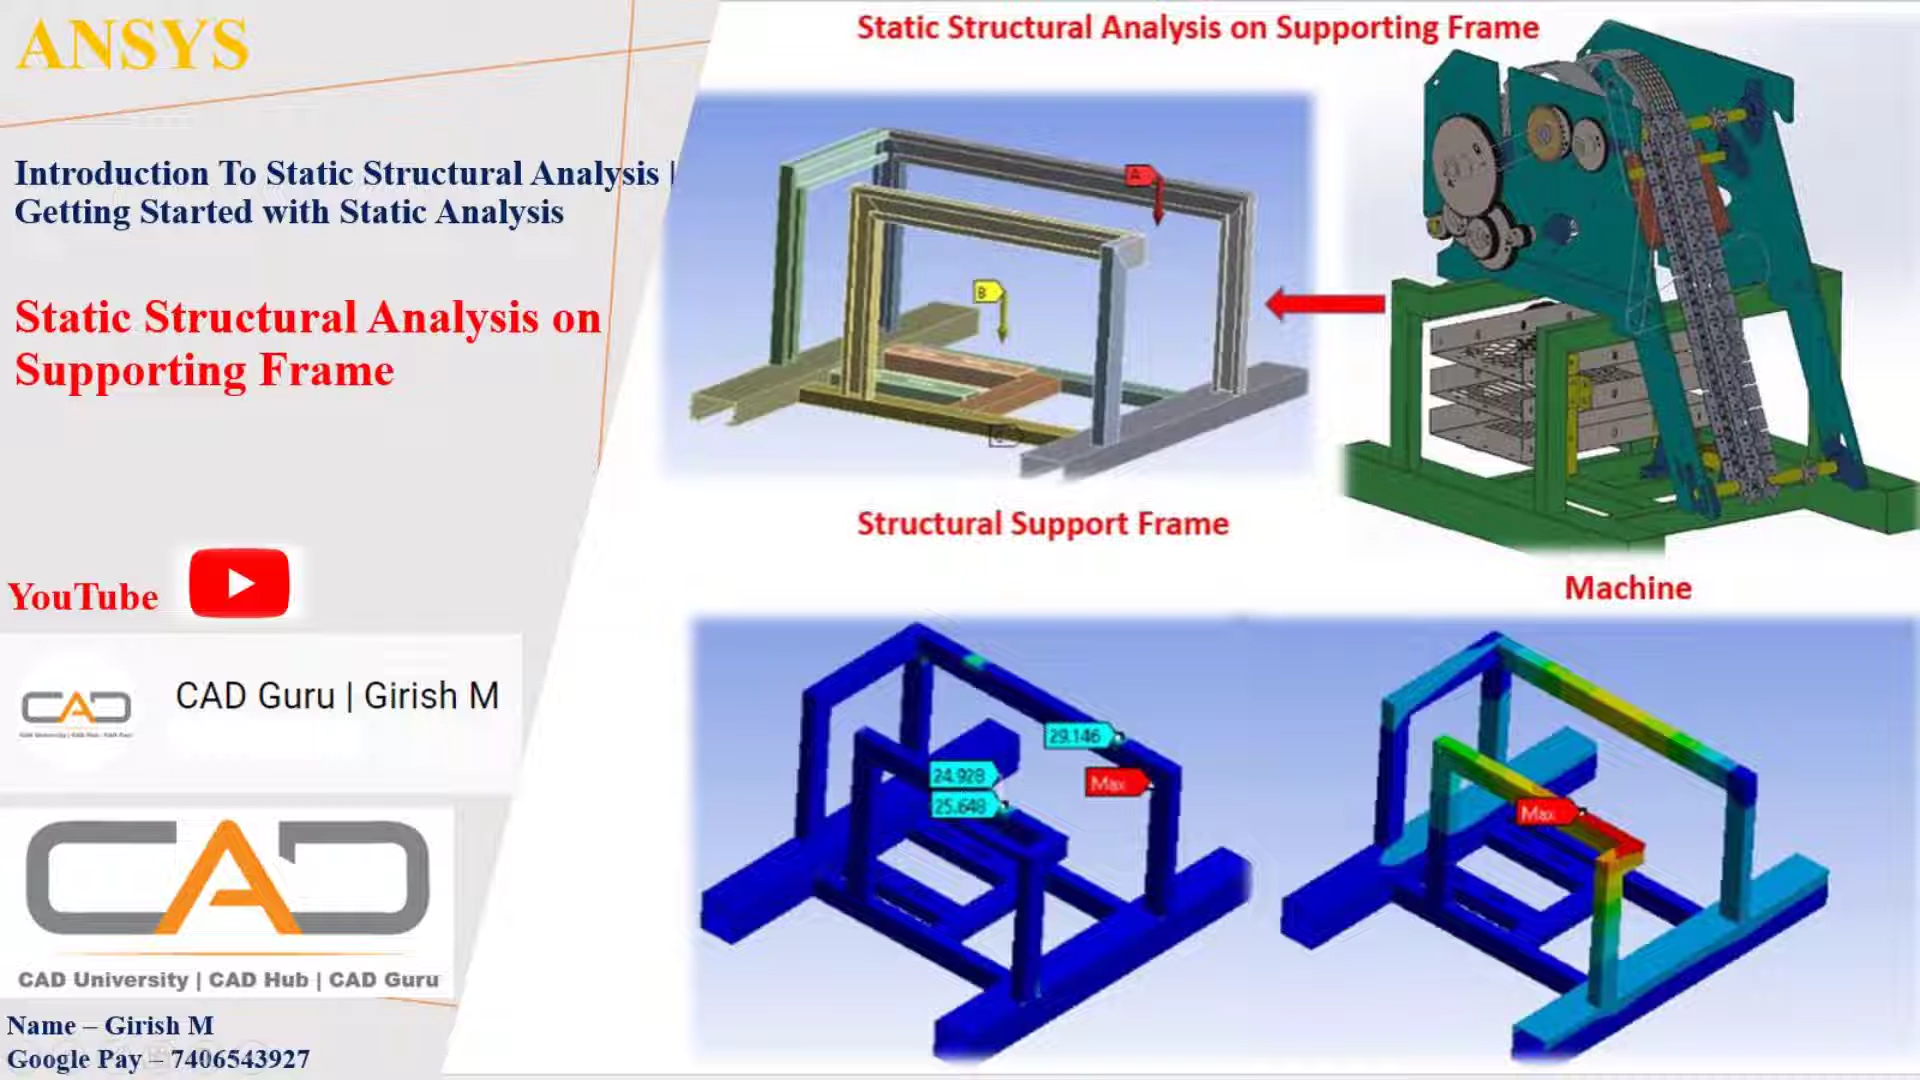 ANSYS
Introduction To Static Structural Analysis |
Getting Started with Static Analysis
Static Structural Analysis on
Supporting Frame
YouTube
CAD Guru | Girish M
CAD
CAD University | CAD Hub | CAD Guru
Name – Girish M
Google Pay – 7406543927
Static Structural Analysis on Supporting Frame
A
B
Structural Support Frame
Machine
29.146
24.928
25.648
Max
Max